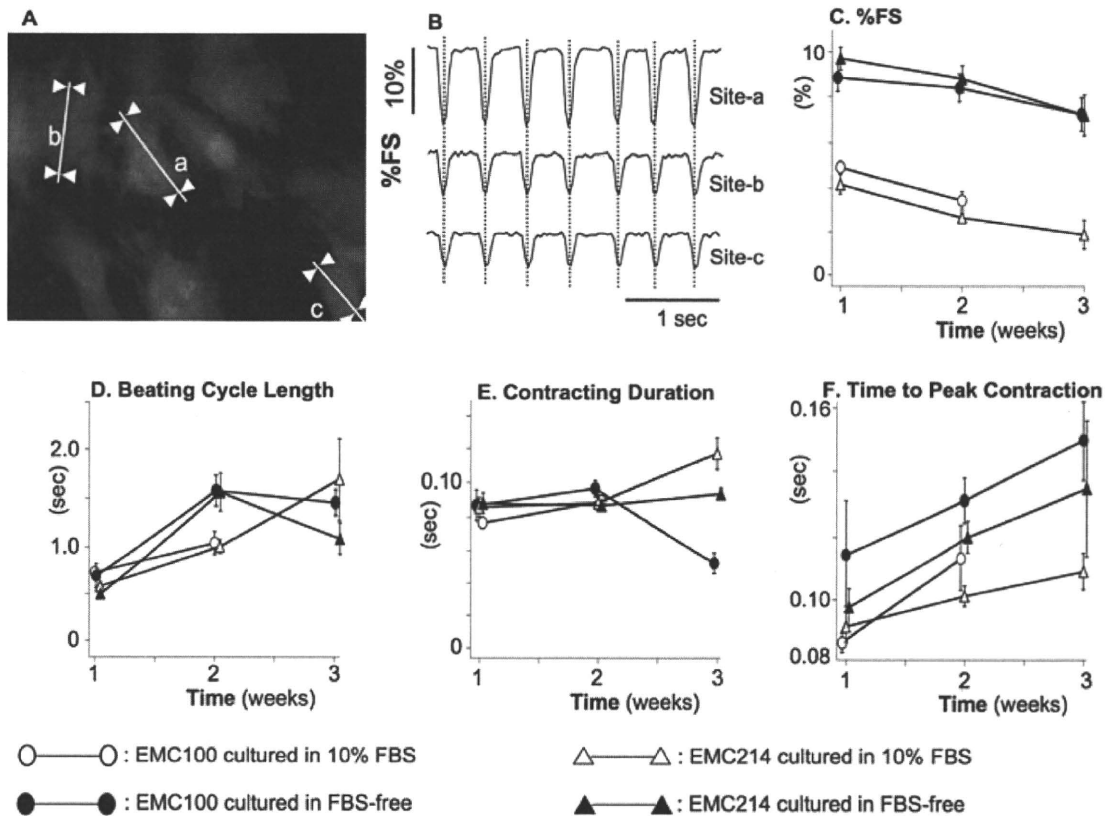 A
b
a
c
B
10%
%FS
Site-a
Site-b
Site-c
1 sec
C. %FS
10
(%)
0
1 2 3
Time (weeks)
D. Beating Cycle Length
2.0
(sec)
1.0
0
1 2 3
Time (weeks)
E. Contracting Duration
0.10
(sec)
0
1 2 3
Time (weeks)
F. Time to Peak Contraction
0.16
(sec)
0.10
0.08
1 2 3
Time (weeks)
: EMC100 cultured in 10% FBS
: EMC214 cultured in 10% FBS
: EMC100 cultured in FBS-free
: EMC214 cultured in FBS-free